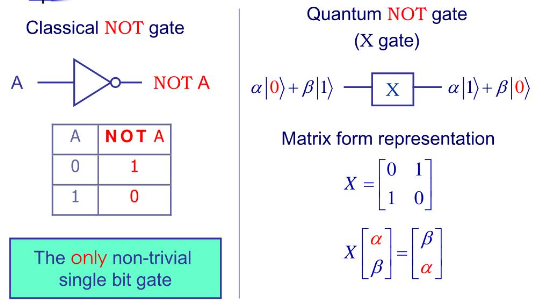 Classical NOT gate
A
NOT A
A NOT A
0 1
1 0
The only non-trivial
single bit gate
Quantum NOT gate
(X gate)
α|0⟩+β|1⟩
X
α|1⟩+β|0⟩
Matrix form representation
X = [0 1
1 0]
X [α
β] = [β
α]